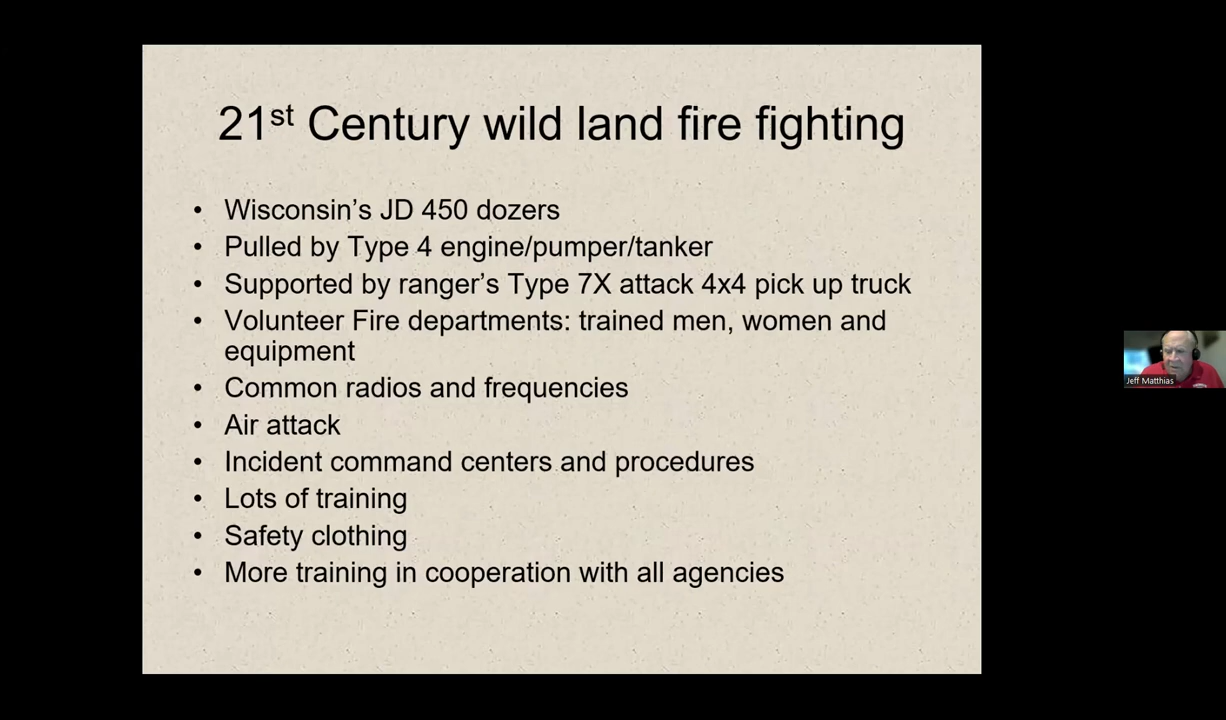 21st Century wild land fire fighting
• Wisconsin's JD 450 dozers
• Pulled by Type 4 engine/pumper/tanker
• Supported by ranger's Type 7X attack 4x4 pick up truck
• Volunteer Fire departments: trained men, women and
equipment
• Common radios and frequencies
• Air attack
• Incident command centers and procedures
• Lots of training
• Safety clothing
• More training in cooperation with all agencies
Jeff Matthias